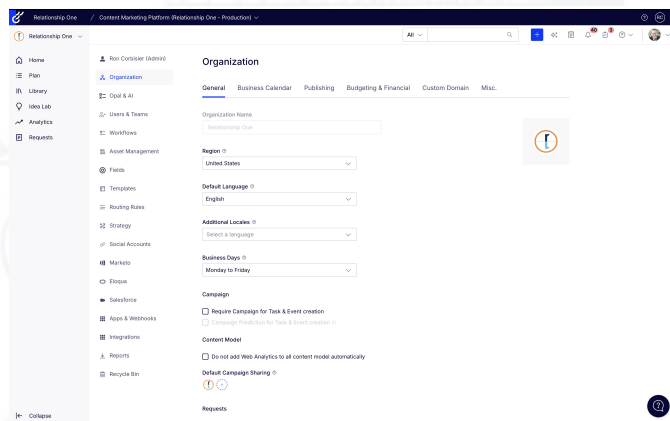 Relationship One / Content Marketing Platform (Relationship One - Production)
RC
Relationship One
All
40
3
Home
Plan
Library
Idea Lab
Analytics
Requests
Collapse
Ron Corbisier (Admin)
Organization
Opal & AI
Users & Teams
Workflows
Asset Management
Fields
Templates
Routing Rules
Strategy
Social Accounts
Marketo
Eloqua
Salesforce
Apps & Webhooks
Integrations
Reports
Recycle Bin
Organization
General Business Calendar Publishing Budgeting & Financial Custom Domain Misc.
Organization Name
Relationship One
Region
United States
Default Language
English
Additional Locales
Select a language
Business Days
Monday to Friday
Campaign
Require Campaign for Task & Event creation
Campaign Prediction for Task & Event creation
Content Model
Do not add Web Analytics to all content model automatically
Default Campaign Sharing
Requests